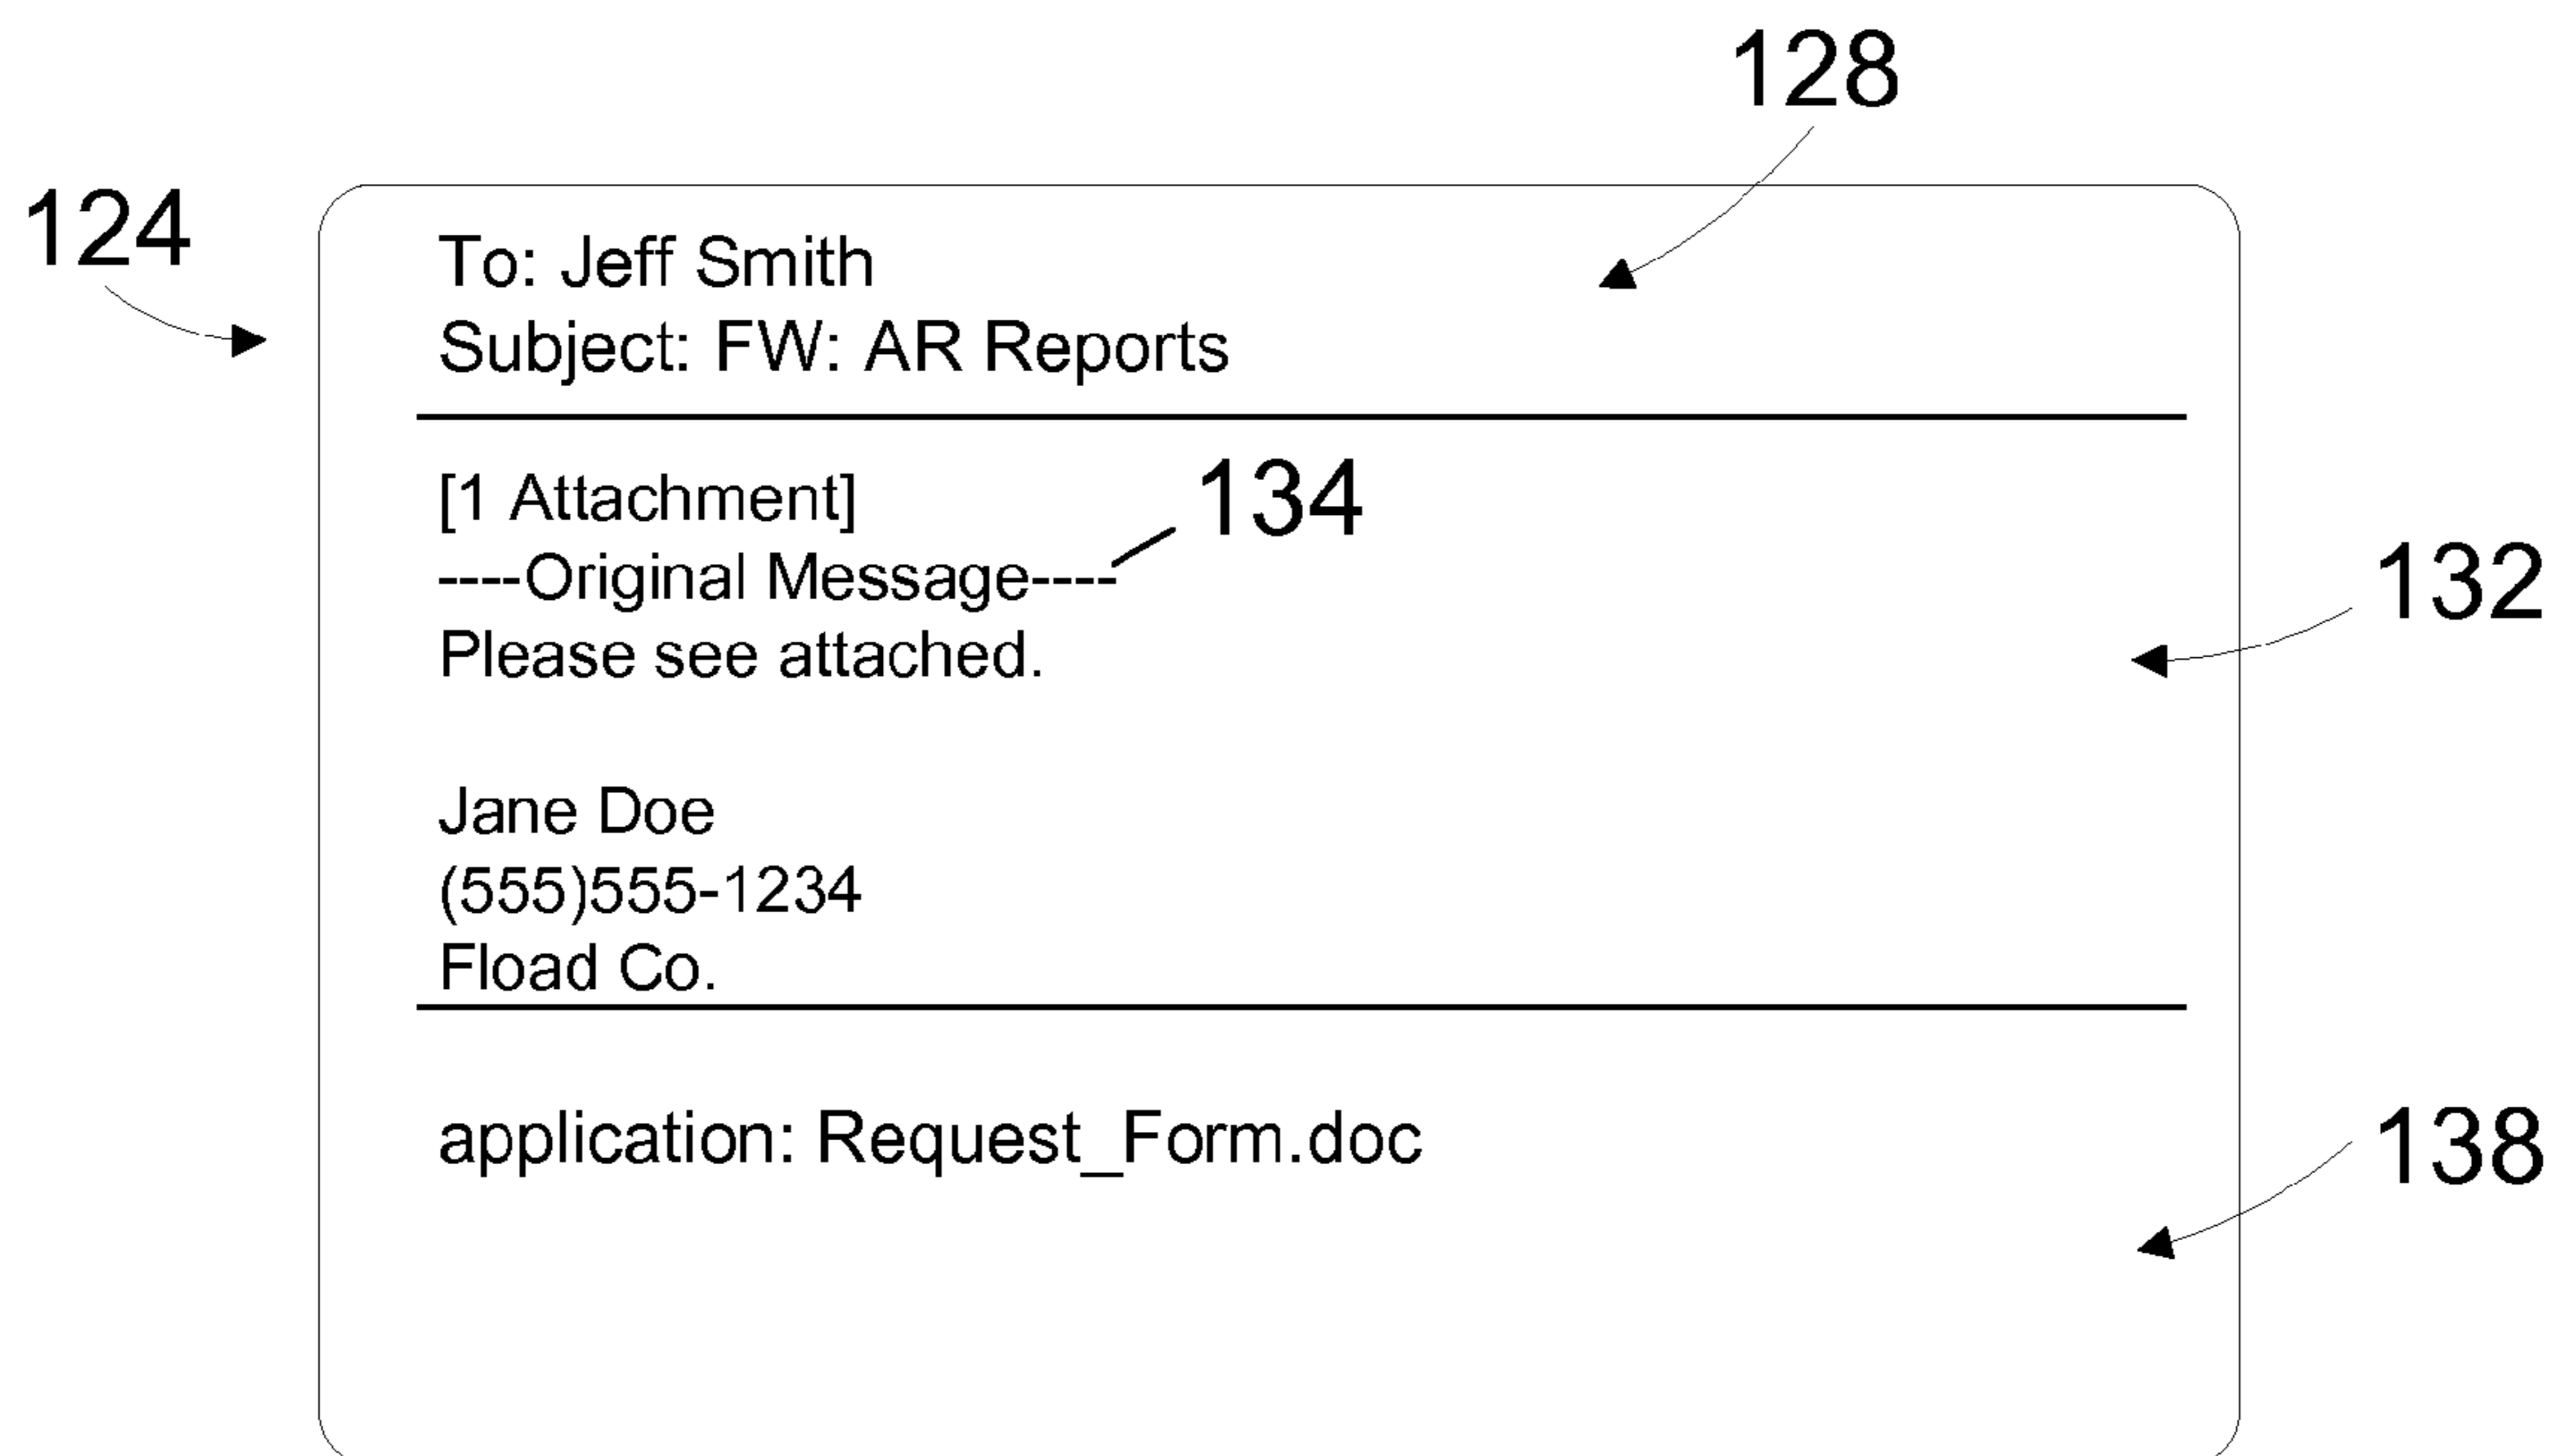 128
124
To: Jeff Smith
Subject: FW: AR Reports
[1 Attachment]
134
----Original Message----
132
Please see attached.
Jane Doe
(555)555-1234
Fload Co.
application: Request_Form.doc
138